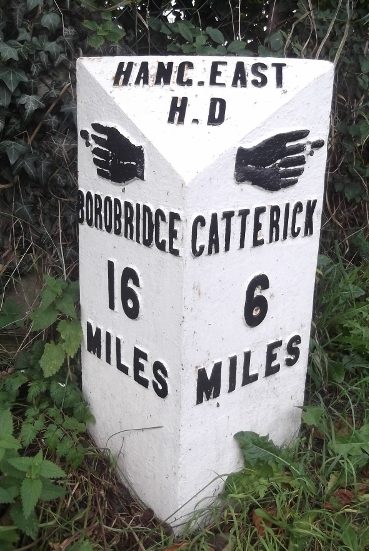 HANG.EAST
H.D
BOROBRIDGE
16
MILES
CATTERICK
6
MILES